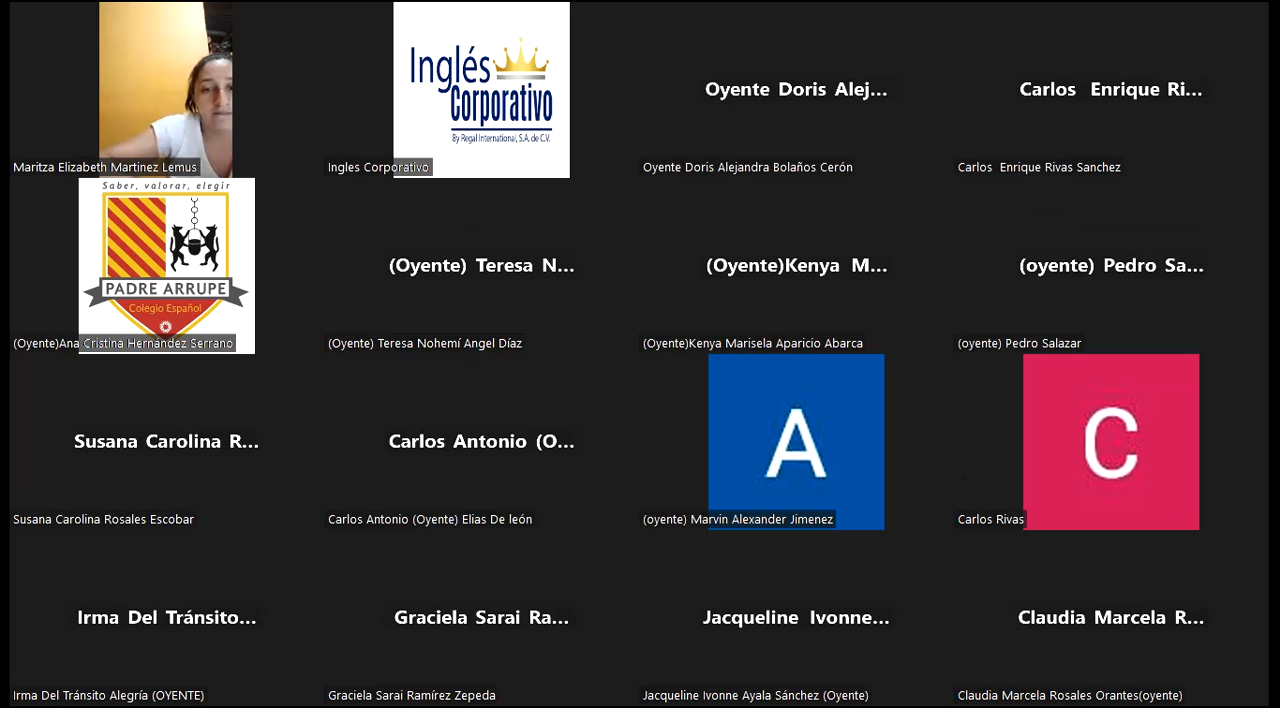 Maritza Elizabeth Martinez Lemus
Inglés
Corporativo
By Regal International, S.A. de C.V.
Ingles Corporativo
Oyente Doris Alej...
Oyente Doris Alejandra Bolaños Cerón
Carlos Enrique Ri...
Carlos Enrique Rivas Sanchez
Saber, valorar, elegir
PADRE ARRUPE
Colegio Español
(Oyente)Ana Cristina Hernández Serrano
(Oyente) Teresa N...
(Oyente) Teresa Nohemí Angel Díaz
(Oyente)Kenya M...
(Oyente)Kenya Marisela Aparicio Abarca
(oyente) Pedro Sa...
(oyente) Pedro Salazar
Susana Carolina R...
Susana Carolina Rosales Escobar
Carlos Antonio (O...
Carlos Antonio (Oyente) Elias De león
A
(oyente) Marvin Alexander Jimenez
C
Carlos Rivas
Irma Del Tránsito...
Irma Del Tránsito Alegría (OYENTE)
Graciela Sarai Ra...
Graciela Sarai Ramírez Zepeda
Jacqueline Ivonne...
Jacqueline Ivonne Ayala Sánchez (Oyente)
Claudia Marcela R...
Claudia Marcela Rosales Orantes(oyente)